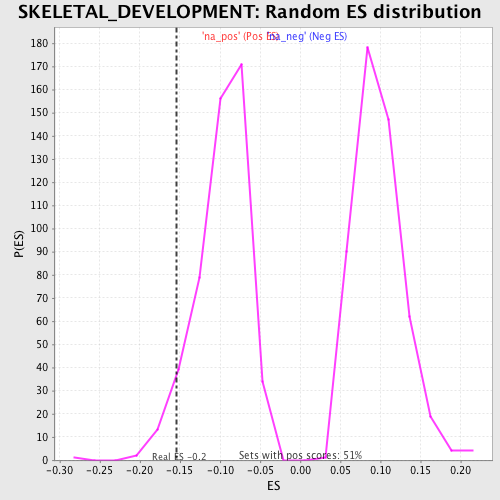 SKELETAL_DEVELOPMENT: Random ES distribution
'na_pos' (Pos ES) 'na_neg' (Neg ES)
180
170
160
150
140
130
120
110
100
90
80
70
60
50
40
30
20
10
0
P(ES)
Real ES -0.2
Sets with pos scores: 51%
-0.30 -0.25 -0.20 -0.15 -0.10 -0.05 0.00 0.05 0.10 0.15 0.20
ES